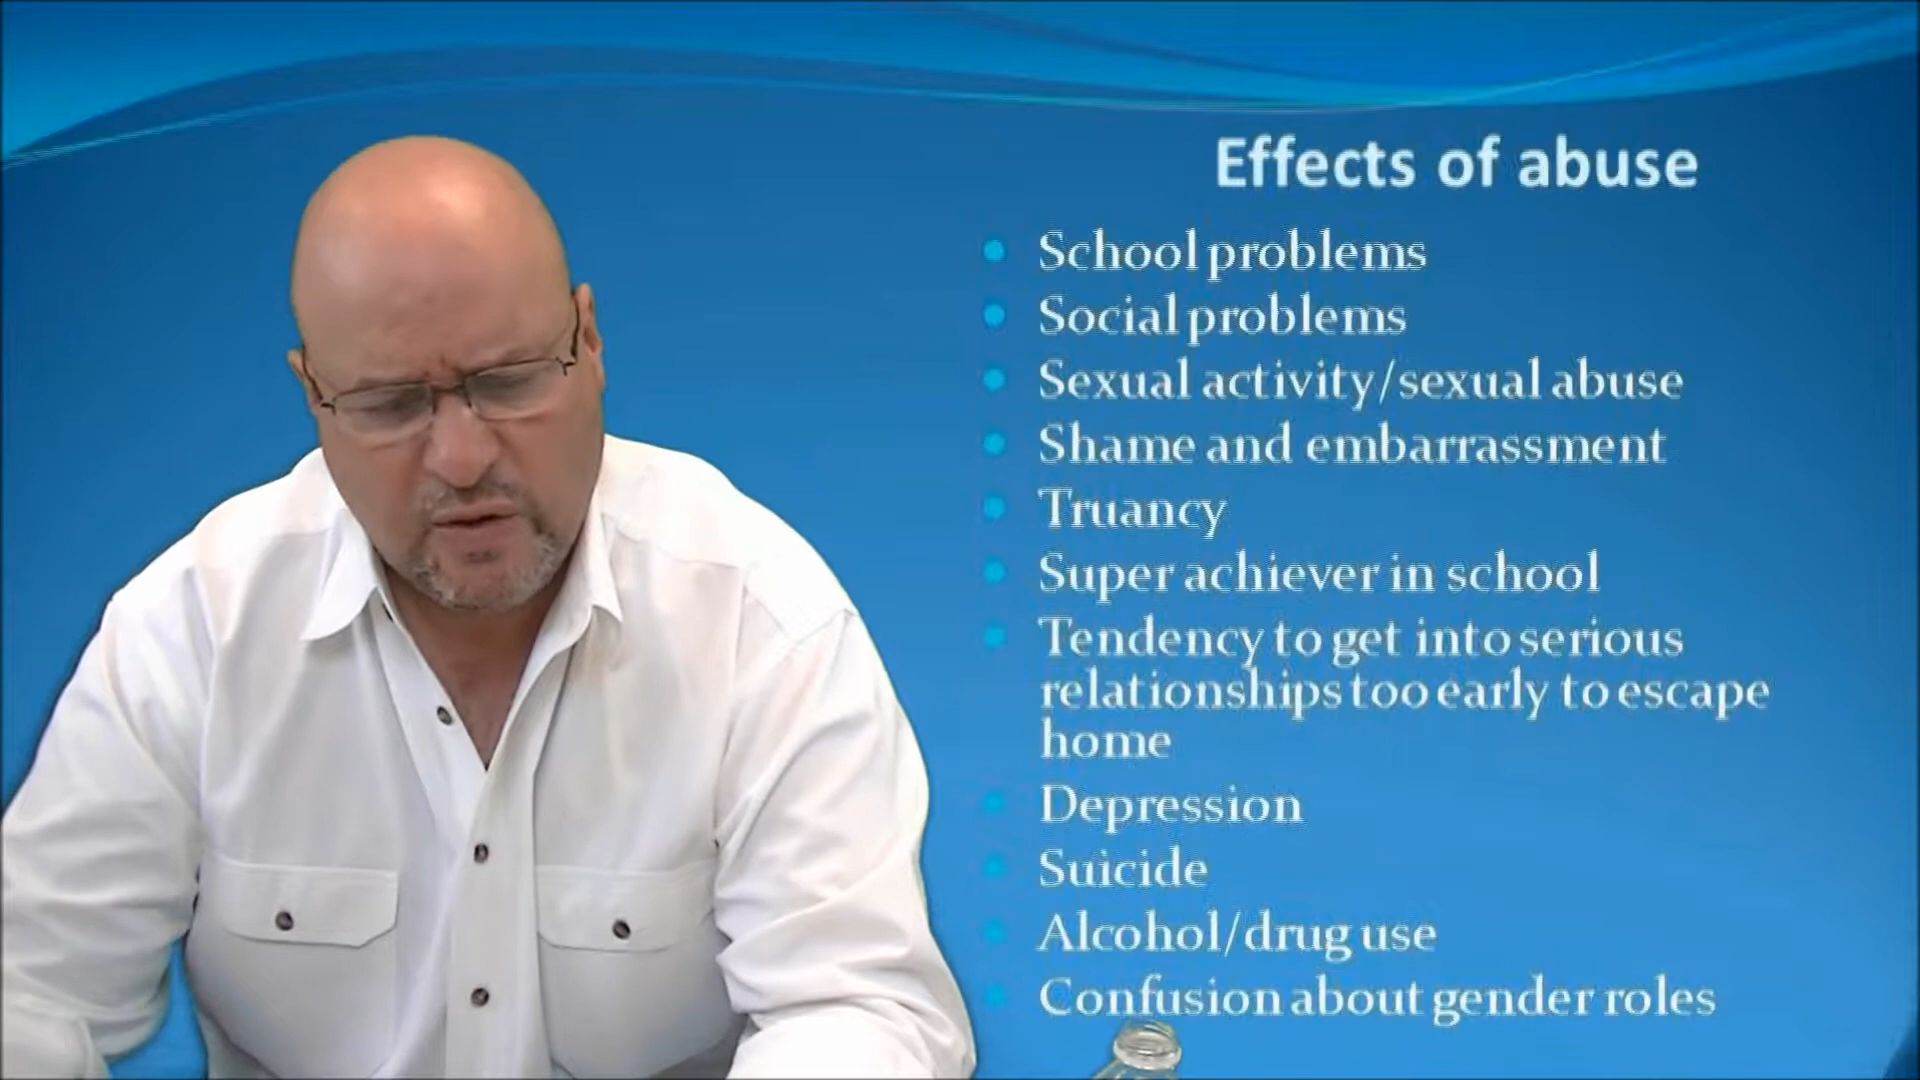 Effects of abuse
School problems
Social problems
Sexual activity/sexual abuse
Shame and embarrassment
Truancy
Super achiever in school
Tendency to get into serious
relationships too early to escape
home
Depression
Suicide
Alcohol/drug use
Confusion about gender roles